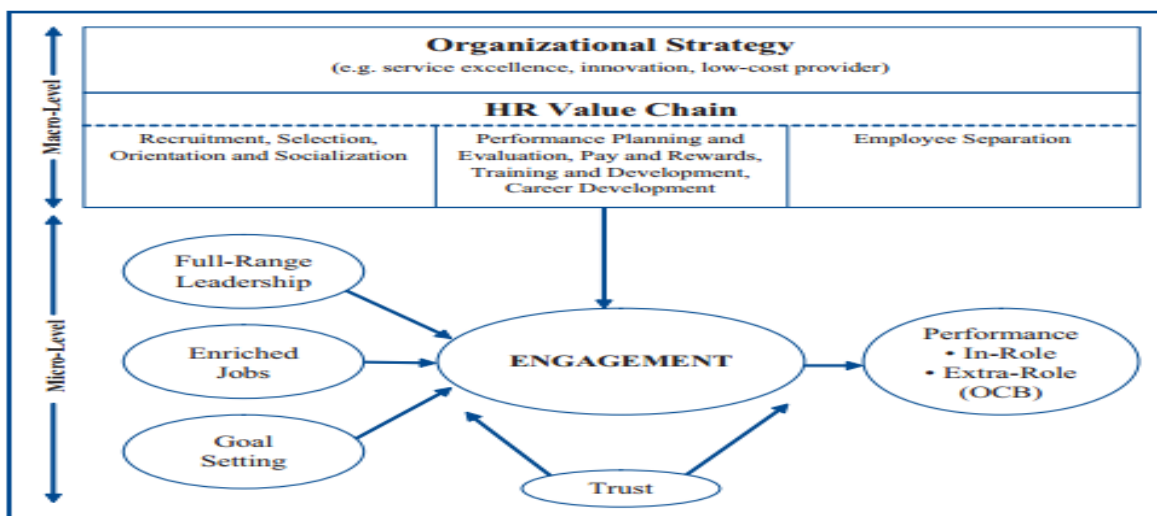 Organizational Strategy
(e.g. service excellence, innovation, low-cost provider)
HR Value Chain
Recruitment, Selection,
Orientation and Socialization
Performance Planning and
Evaluation, Pay and Rewards,
Training and Development,
Career Development
Employee Separation
Macro-Level
Micro-Level
Full-Range
Leadership
Enriched
Jobs
Goal
Setting
ENGAGEMENT
Trust
Performance
• In-Role
• Extra-Role
(OCB)